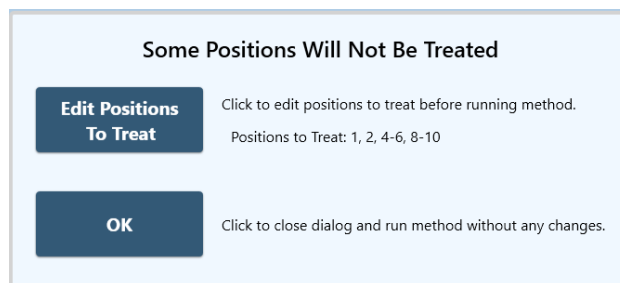 Some Positions Will Not Be Treated
Edit Positions
To Treat
Click to edit positions to treat before running method.
Positions to Treat: 1, 2, 4-6, 8-10
OK
Click to close dialog and run method without any changes.